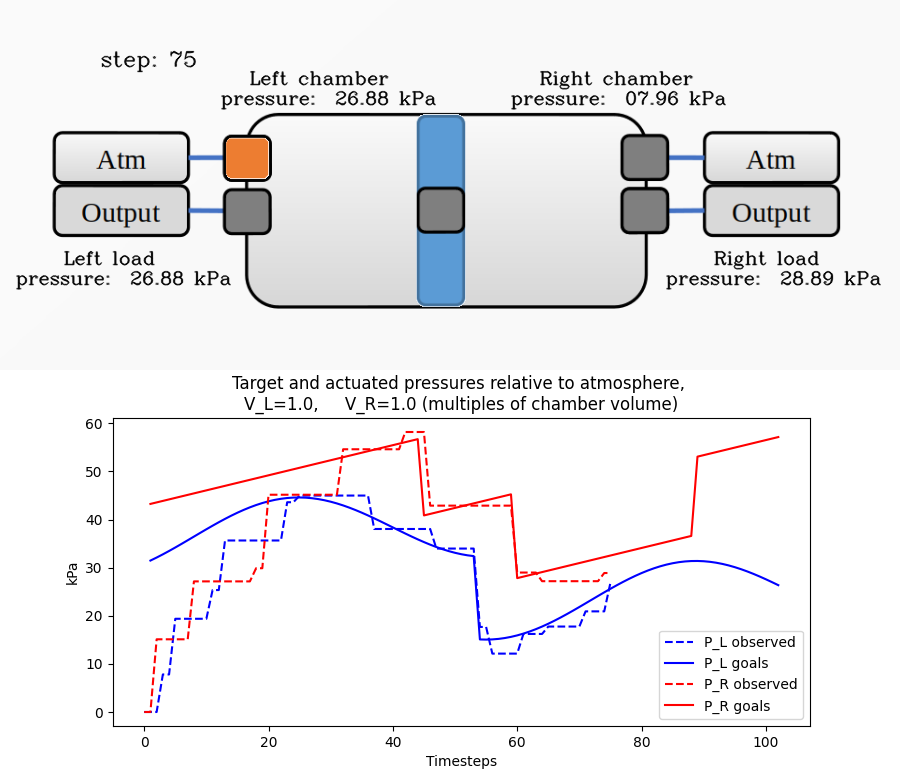 step: 75
Left chamber
pressure: 26.88 kPa
Right chamber
pressure: 07.96 kPa
Atm
Output
Atm
Output
Left load
pressure: 26.88 kPa
Right load
pressure: 28.89 kPa
Target and actuated pressures relative to atmosphere,
V_L=1.0, V_R=1.0 (multiples of chamber volume)
60
50
40
30
20
10
0
kPa
0 20 40 60 80 100
Timesteps
P_L observed
P_L goals
P_R observed
P_R goals